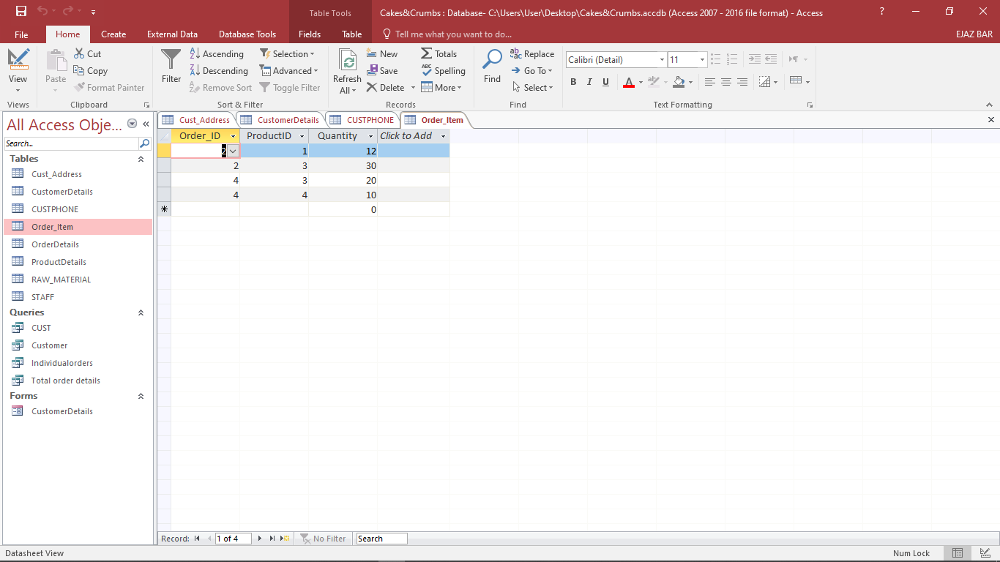 Table Tools
Cakes&Crumbs : Database- C:\Users\User\Desktop\Cakes&Crumbs.accdb (Access 2007 - 2016 file format) - Access
?
File Home Create External Data Database Tools Fields Table Tell me what you want to do... EJAZ BAR
View
Views
Paste
Cut
Copy
Format Painter
Clipboard
Filter
Ascending
Descending
Remove Sort
Selection
Advanced
Toggle Filter
Sort & Filter
Refresh
All
New
Save
Delete
Totals
Spelling
More
Records
Find
Replace
Go To
Select
Find
Calibri (Detail) 11
B I U A
Text Formatting
All Access Obje...
Search...
Tables
Cust_Address
CustomerDetails
CUSTPHONE
Order_Item
OrderDetails
ProductDetails
RAW_MATERIAL
STAFF
Queries
CUST
Customer
Individualorders
Total order details
Forms
CustomerDetails
Cust_Address CustomerDetails CUSTPHONE Order_Item
Order_ID ProductID Quantity Click to Add
2 1 12
2 3 30
4 3 20
4 4 10
0
Record: 1 of 4 No Filter Search
Datasheet View Num Lock